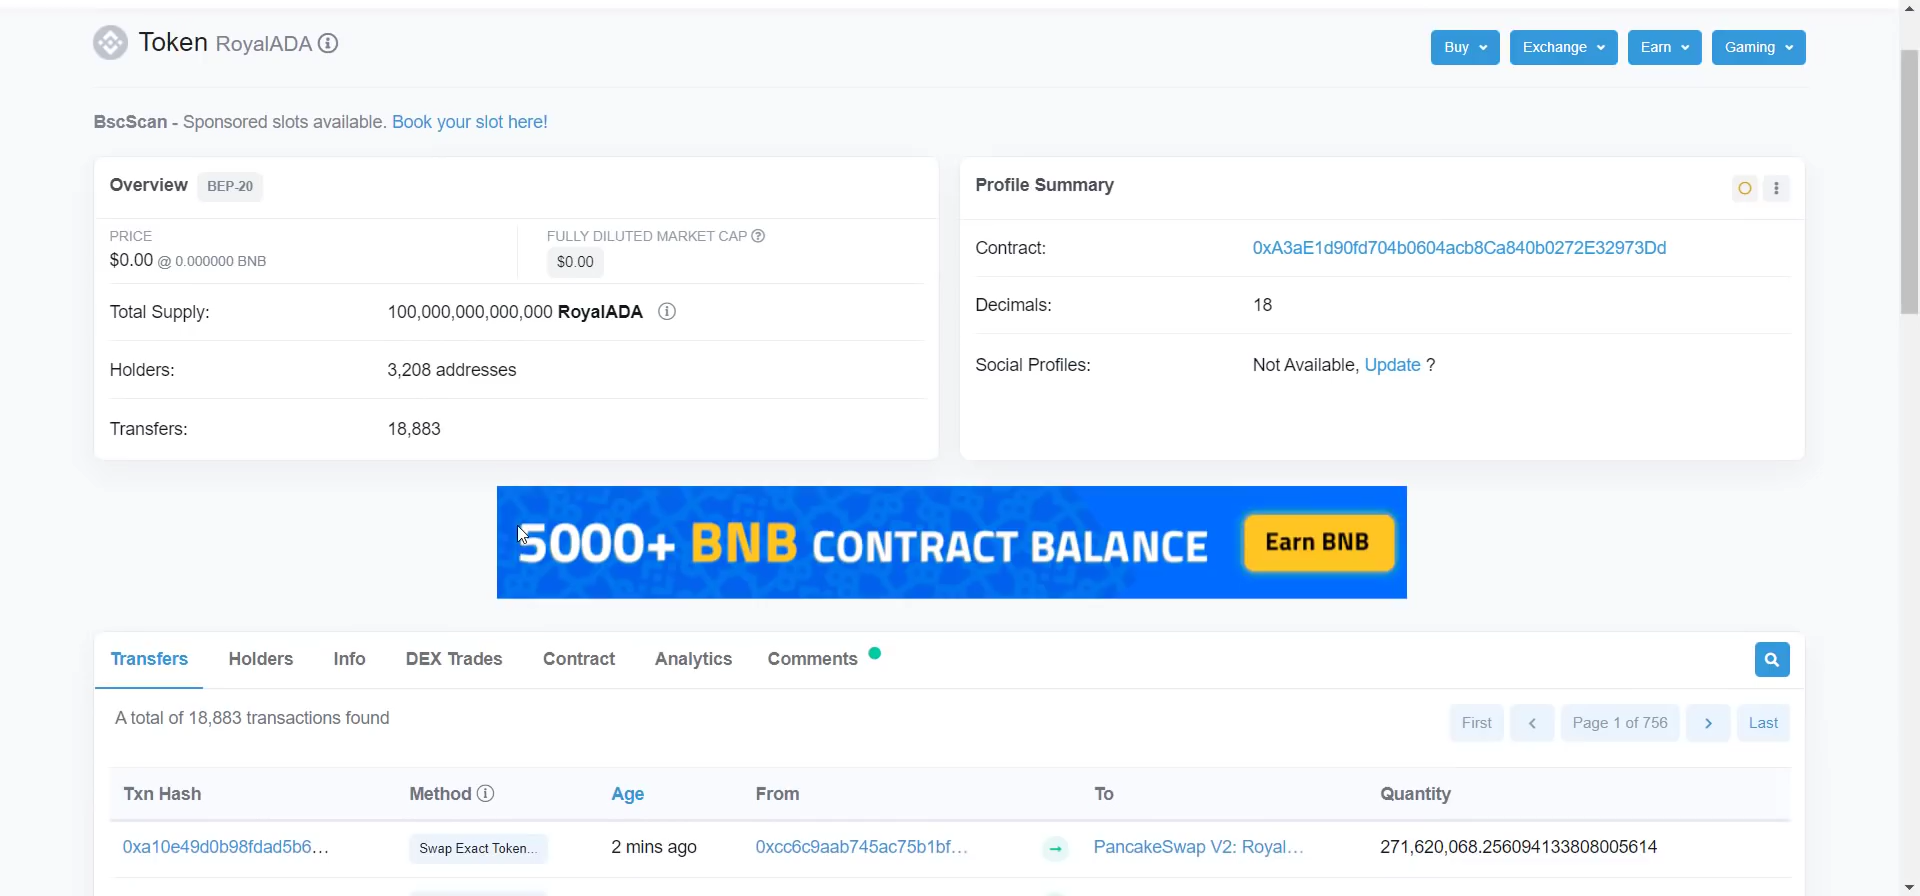 Token RoyalADA
Buy
Exchange
Earn
Gaming
BscScan - Sponsored slots available. Book your slot here!
Overview BEP-20
PRICE
$0.00 @ 0.000000 BNB
FULLY DILUTED MARKET CAP
$0.00
Total Supply: 100,000,000,000,000 RoyalADA
Holders: 3,208 addresses
Transfers: 18,883
Profile Summary
Contract: 0xA3aE1d90fd704b0604acb8Ca840b0272E32973Dd
Decimals: 18
Social Profiles: Not Available, Update ?
5000+ BNB CONTRACT BALANCE Earn BNB
Transfers Holders Info DEX Trades Contract Analytics Comments
A total of 18,883 transactions found
First Page 1 of 756 Last
Txn Hash Method Age From To Quantity
0xa10e49d0b98fdad5b6... Swap Exact Token... 2 mins ago 0xcc6c9aab745ac75b1bf... PancakeSwap V2: Royal... 271,620,068.256094133808005614